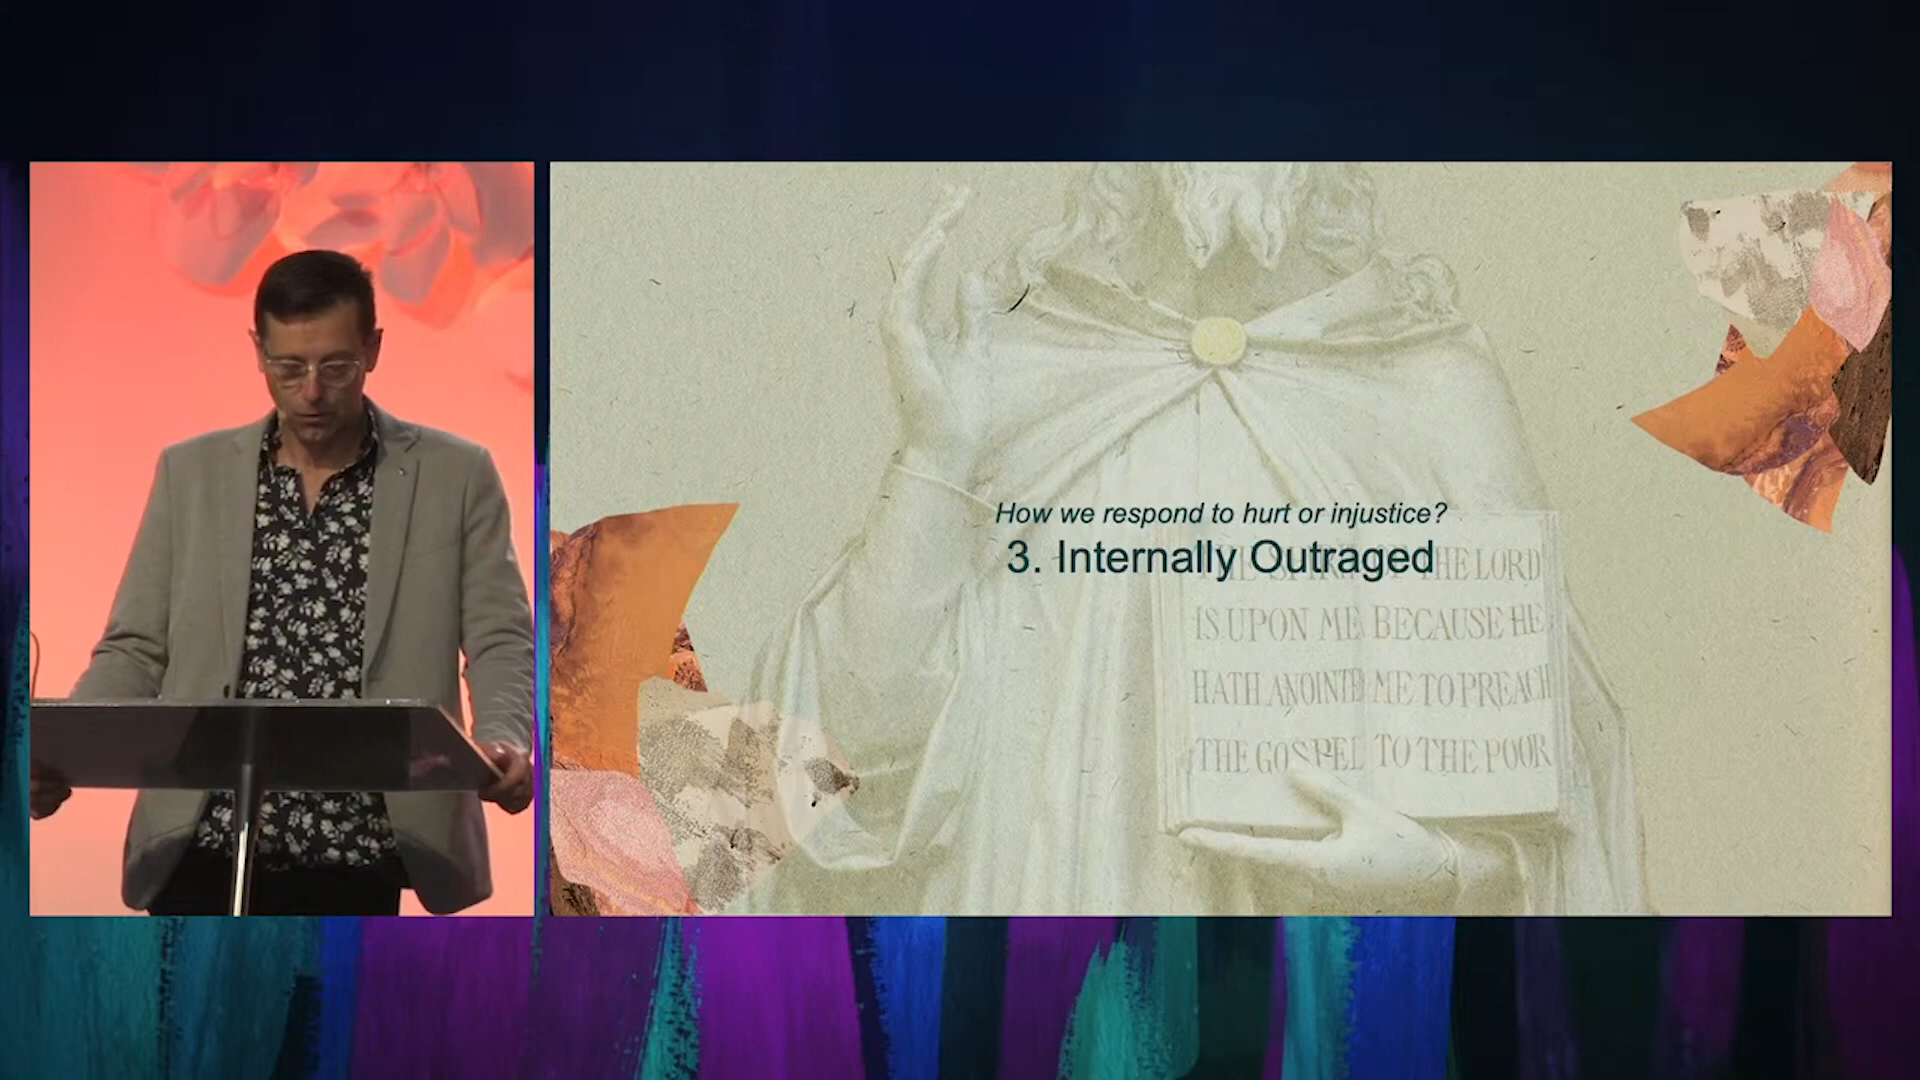 How we respond to hurt or injustice?
3. Internally Outraged
THE LORD
IS UPON ME BECAUSE HE
HATH ANOINTED ME TO PREACH
THE GOSPEL TO THE POOR